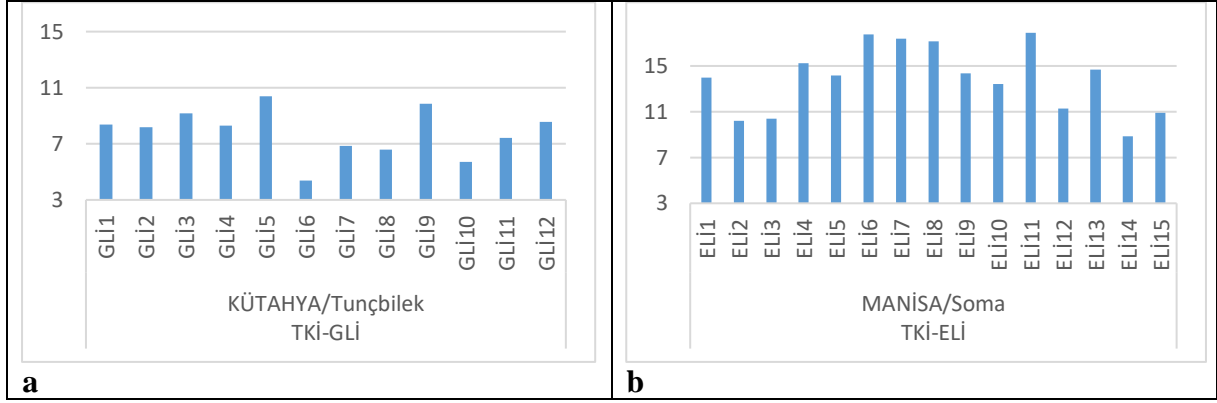 15
11
7
3
GLİ1
GLİ2
GLİ3
GLİ4
GLİ5
GLİ6
GLİ7
GLİ8
GLİ9
GLİ10
GLİ11
GLİ12
KÜTAHYA/Tunçbilek
TKİ-GLİ
a
15
11
7
3
ELİ1
ELİ2
ELİ3
ELİ4
ELİ5
ELİ6
ELİ7
ELİ8
ELİ9
ELİ10
ELİ11
ELİ12
ELİ13
ELİ14
ELİ15
MANİSA/Soma
TKİ-ELİ
b